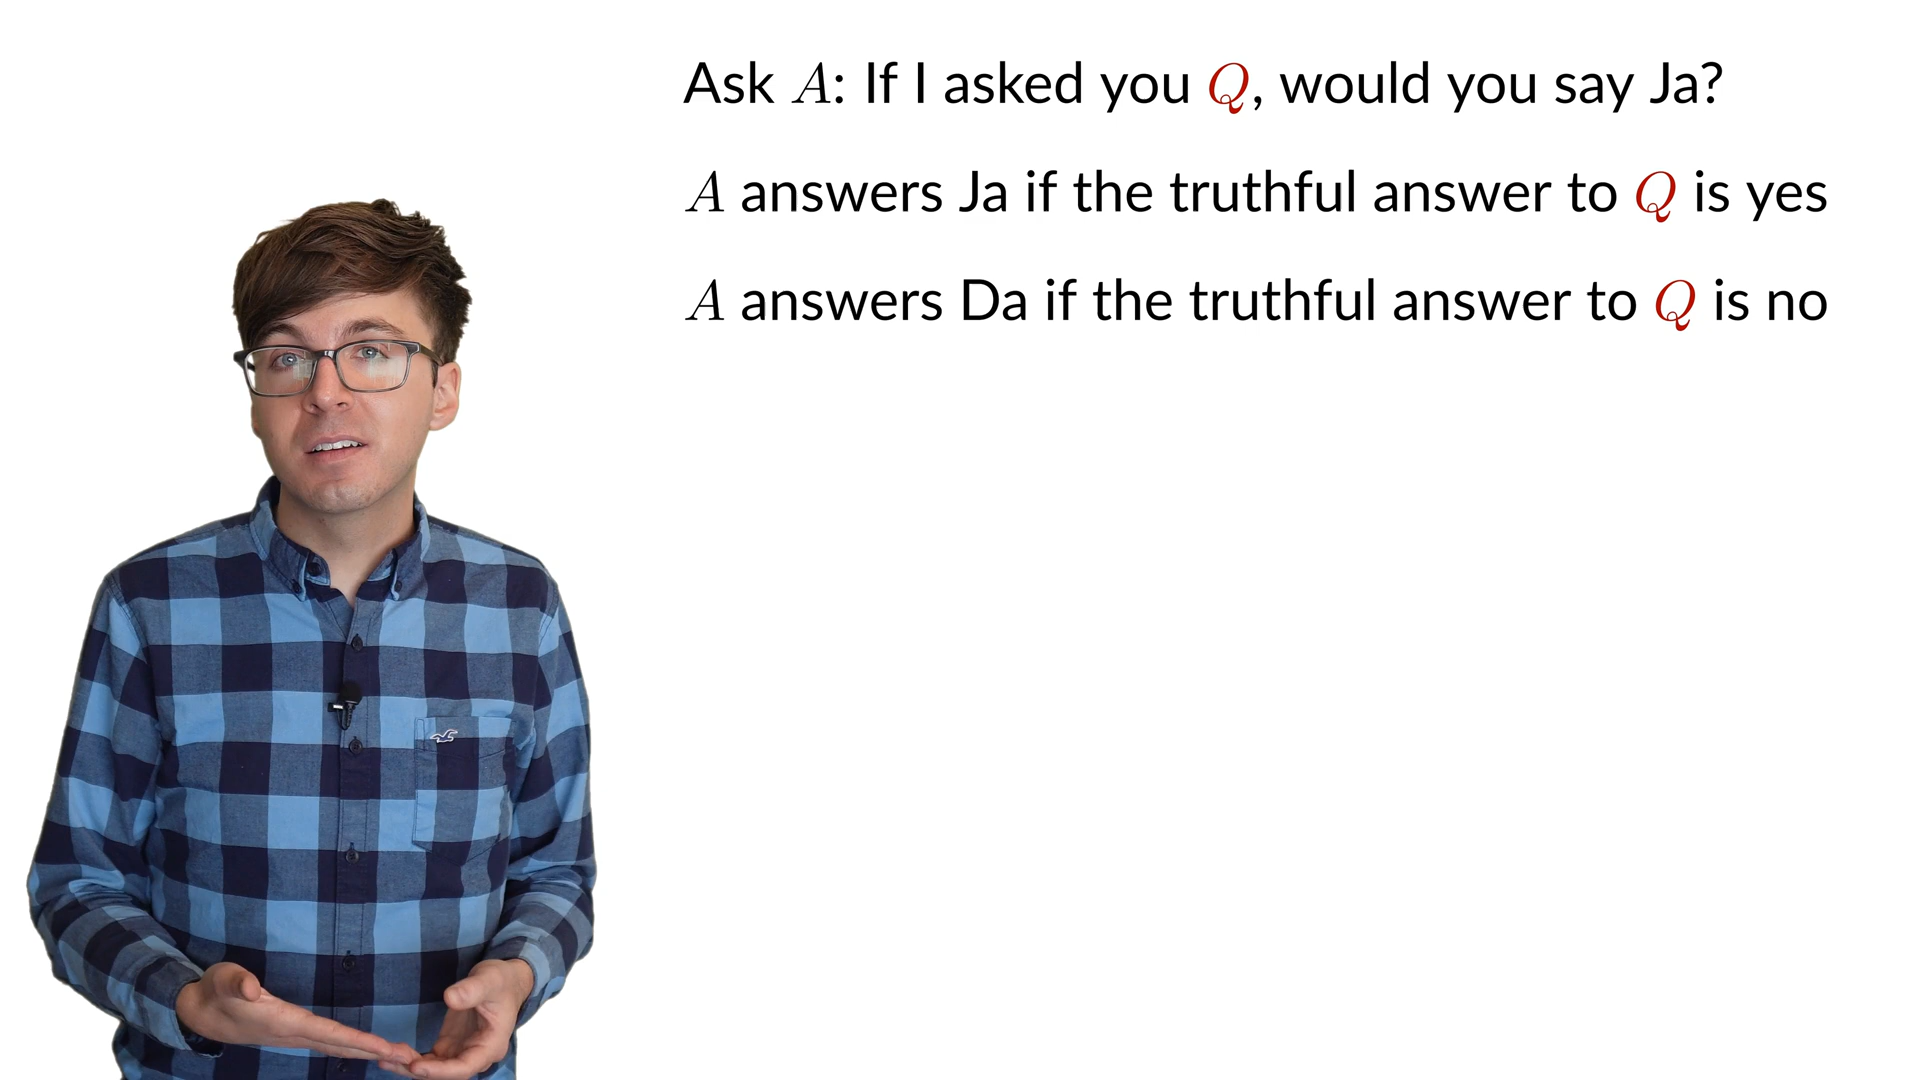 Ask A: If I asked you Q, would you say Ja?
A answers Ja if the truthful answer to Q is yes
A answers Da if the truthful answer to Q is no